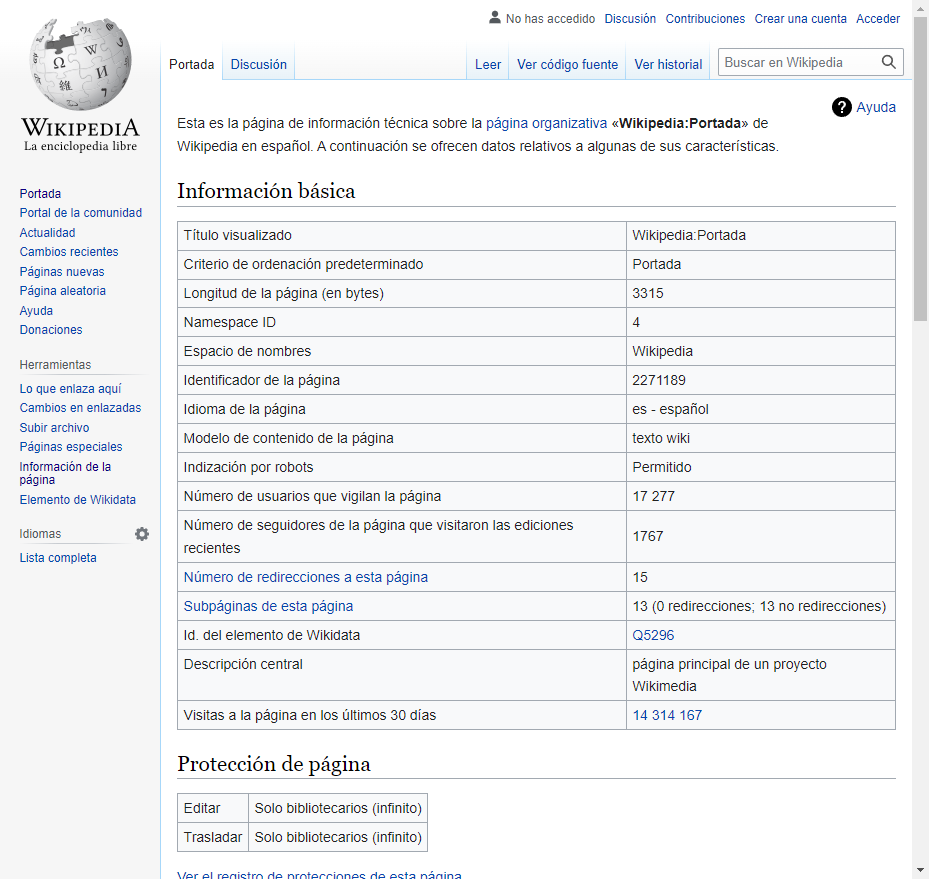 No has accedido Discusión Contribuciones Crear una cuenta Acceder
Portada Discusión Leer Ver código fuente Ver historial Buscar en Wikipedia
WIKIPEDIA
La enciclopedia libre
Portada
Portal de la comunidad
Actualidad
Cambios recientes
Páginas nuevas
Página aleatoria
Ayuda
Donaciones
Herramientas
Lo que enlaza aquí
Cambios en enlazadas
Subir archivo
Páginas especiales
Información de la
página
Elemento de Wikidata
Idiomas
Lista completa
? Ayuda
Esta es la página de información técnica sobre la página organizativa «Wikipedia:Portada» de
Wikipedia en español. A continuación se ofrecen datos relativos a algunas de sus características.
Información básica
Título visualizado Wikipedia:Portada
Criterio de ordenación predeterminado Portada
Longitud de la página (en bytes) 3315
Namespace ID 4
Espacio de nombres Wikipedia
Identificador de la página 2271189
Idioma de la página es - español
Modelo de contenido de la página texto wiki
Indización por robots Permitido
Número de usuarios que vigilan la página 17 277
Número de seguidores de la página que visitaron las ediciones
recientes 1767
Número de redirecciones a esta página 15
Subpáginas de esta página 13 (0 redirecciones; 13 no redirecciones)
Id. del elemento de Wikidata Q5296
Descripción central página principal de un proyecto
Wikimedia
Visitas a la página en los últimos 30 días 14 314 167
Protección de página
Editar Solo bibliotecarios (infinito)
Trasladar Solo bibliotecarios (infinito)
Ver el registro de protecciones de esta página